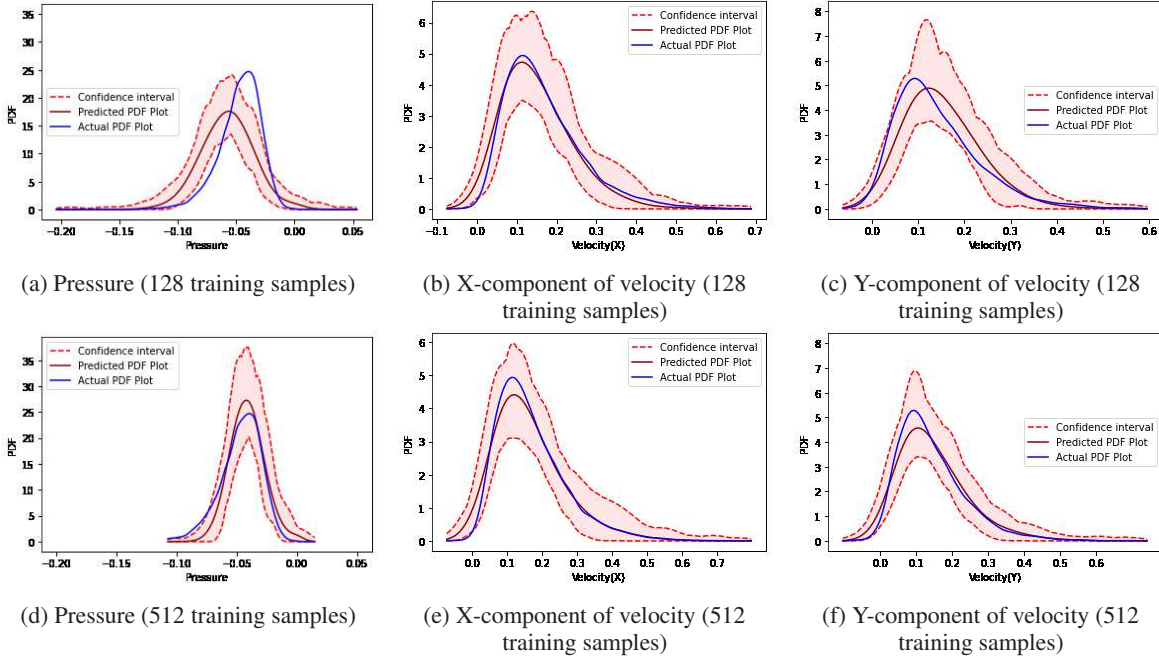 PDF
35
30
25
20
15
10
5
0
Confidence interval
Predicted PDF Plot
Actual PDF Plot
−0.20 −0.15 −0.10 −0.05 0.00 0.05
Pressure
(a) Pressure (128 training samples)
PDF
6
5
4
3
2
1
0
Confidence interval
Predicted PDF Plot
Actual PDF Plot
−0.1 0.0 0.1 0.2 0.3 0.4 0.5 0.6 0.7
Velocity(X)
(b) X-component of velocity (128
training samples)
PDF
8
7
6
5
4
3
2
1
0
Confidence interval
Predicted PDF Plot
Actual PDF Plot
0.0 0.1 0.2 0.3 0.4 0.5 0.6
Velocity(Y)
(c) Y-component of velocity (128
training samples)
PDF
35
30
25
20
15
10
5
0
Confidence interval
Predicted PDF Plot
Actual PDF Plot
−0.20 −0.15 −0.10 −0.05 0.00 0.05
Pressure
(d) Pressure (512 training samples)
PDF
6
5
4
3
2
1
0
Confidence interval
Predicted PDF Plot
Actual PDF Plot
0.0 0.1 0.2 0.3 0.4 0.5 0.6 0.7
Velocity(X)
(e) X-component of velocity (512
training samples)
PDF
8
7
6
5
4
3
2
1
0
Confidence interval
Predicted PDF Plot
Actual PDF Plot
0.0 0.1 0.2 0.3 0.4 0.5 0.6
Velocity(Y)
(f) Y-component of velocity (512
training samples)